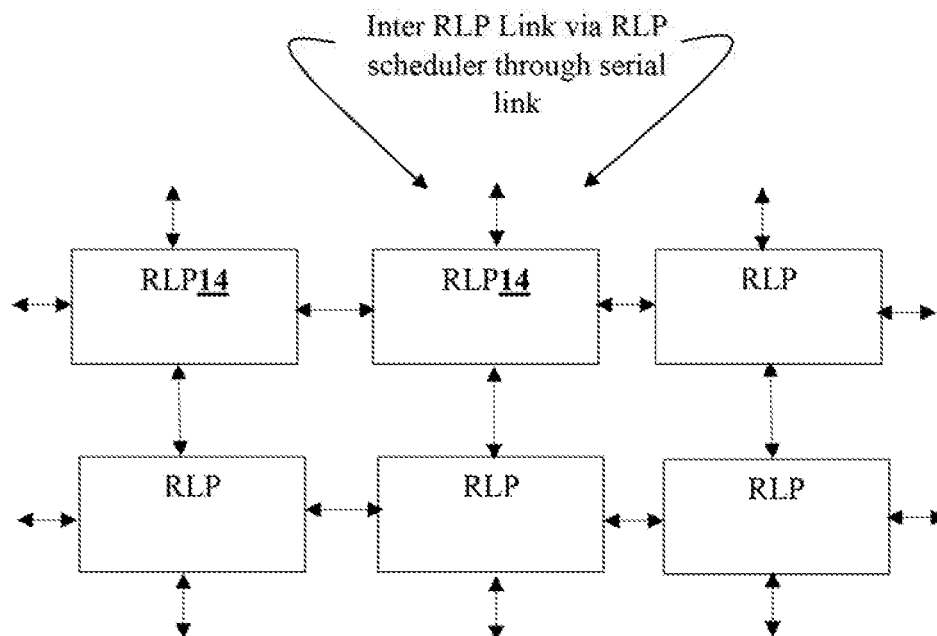 Inter RLP Link via RLP
scheduler through serial
link
RLP14
RLP14
RLP
RLP
RLP
RLP